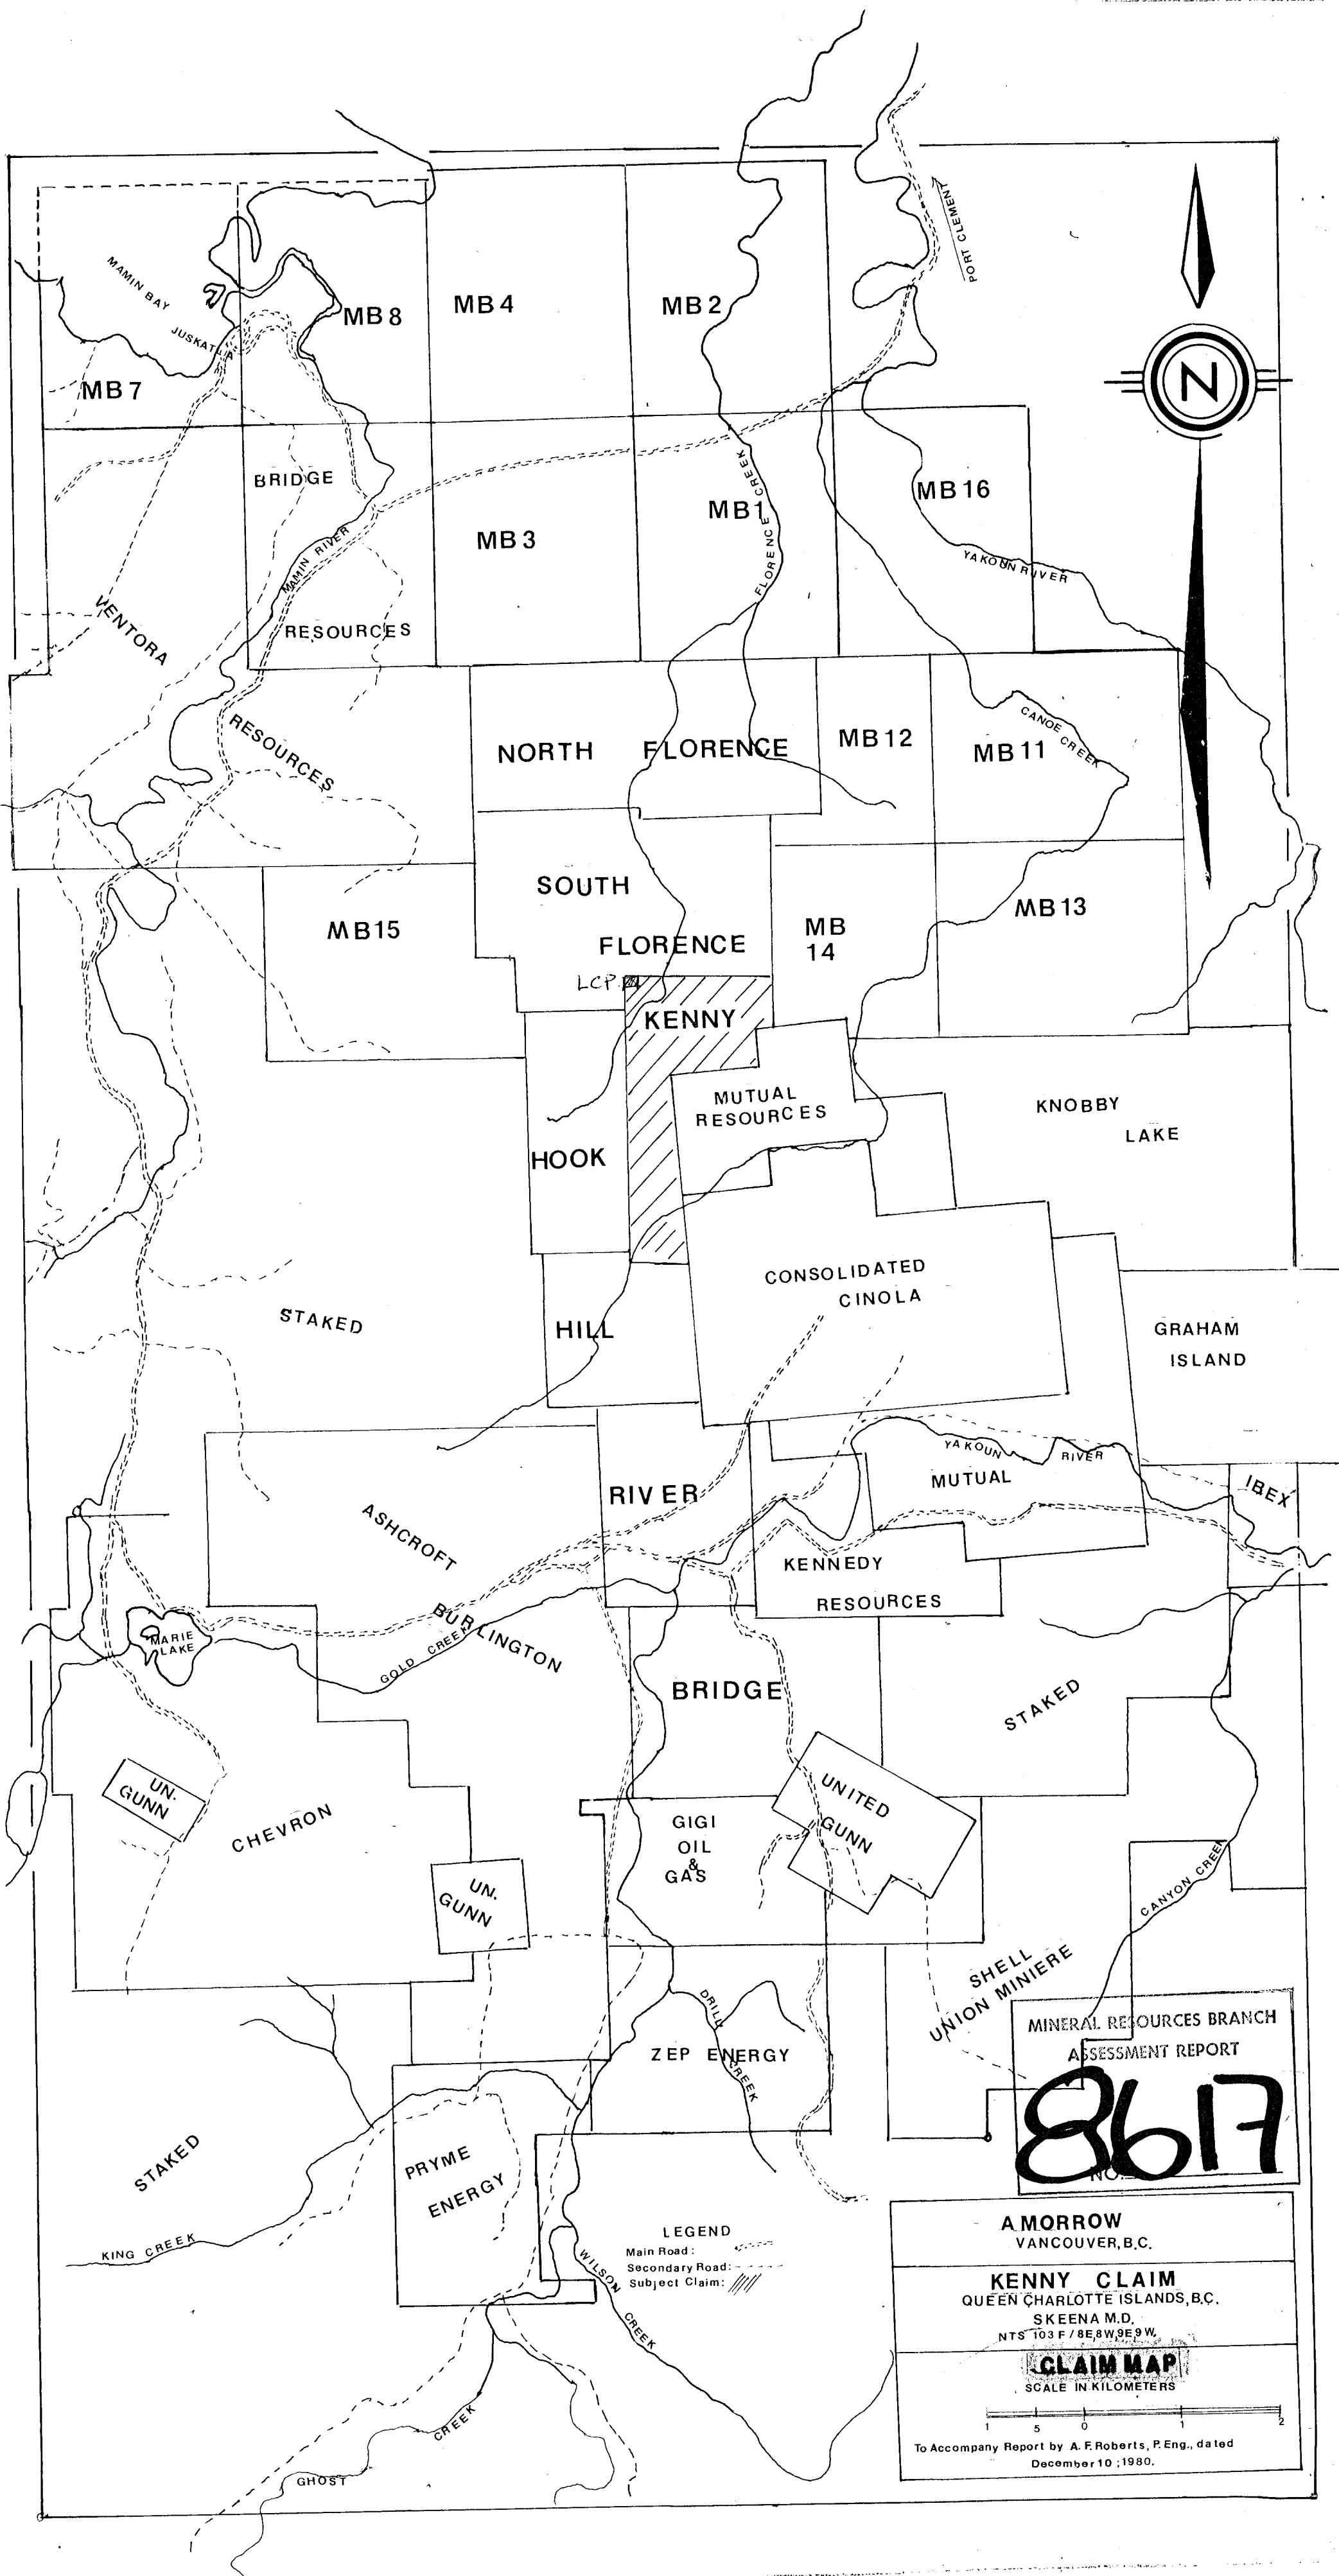 PORT CLEMENT
MAMIN BAY
JUSKATLA
MB 8
MB 4
MB 2
MB 7
N
BRIDGE
MB 3
MB 1
FLORENCE CREEK
MB 16
YAKOUN RIVER
MAMIN RIVER
RESOURCES
VENTORA
RESOURCES
NORTH FLORENCE
MB 12
MB 11
CANOE CREEK
SOUTH
FLORENCE
MB 15
MB
14
MB 13
LCP
KENNY
MUTUAL
RESOURCES
KNOBBY
LAKE
HOOK
CONSOLIDATED
CINOLA
STAKED
HILL
GRAHAM
ISLAND
YAKOUN RIVER
MUTUAL
IBEX
RIVER
ASHCROFT
KENNEDY
RESOURCES
BURLINGTON
GOLD CREEK
MARIE
LAKE
BRIDGE
STAKED
UN.
GUNN
CHEVRON
UNITED
GUNN
GIGI
OIL
&
GAS
UN.
GUNN
CANYON CREEK
SHELL
UNION MINIERE
DRILL CREEK
ZEP ENERGY
MINERAL RESOURCES BRANCH
ASSESSMENT REPORT
8617
NO.
STAKED
PRYME
ENERGY
KING CREEK
WILSON CREEK
LEGEND
Main Road:
Secondary Road:
Subject Claim:
GHOST CREEK
A. MORROW
VANCOUVER, B.C.
KENNY CLAIM
QUEEN CHARLOTTE ISLANDS, B.C.
SKEENA M.D.
NTS 103 F / 8E, 8W, 9E, 9W.
CLAIM MAP
SCALE IN KILOMETERS
1 5 0 1 2
To Accompany Report by A. F. Roberts, P. Eng., dated
December 10 ; 1980.